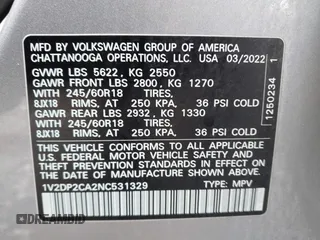 MFD BY VOLKSWAGEN GROUP OF AMERICA
CHATTANOOGA OPERATIONS, LLC. USA 03/2022
GVWR LBS 5622, KG 2550
GAWR FRONT LBS 2800, KG 1270
WITH 245/60R18 TIRES,
8JX18 RIMS, AT 250 KPA. 36 PSI COLD
GAWR REAR LBS 2932, KG 1330
WITH 245/60R18 TIRES,
8JX18 RIMS, AT 250 KPA. 36 PSI COLD
THIS VEHICLE CONFORMS TO ALL APPLICABLE
U.S. FEDERAL MOTOR VEHICLE SAFETY AND
THEFT PREVENTION STANDARDS IN EFFECT ON
THE DATE OF MANUFACTURE SHOWN ABOVE.
1V2DP2CA2NC531329 TYPE: MPV
1250234 1